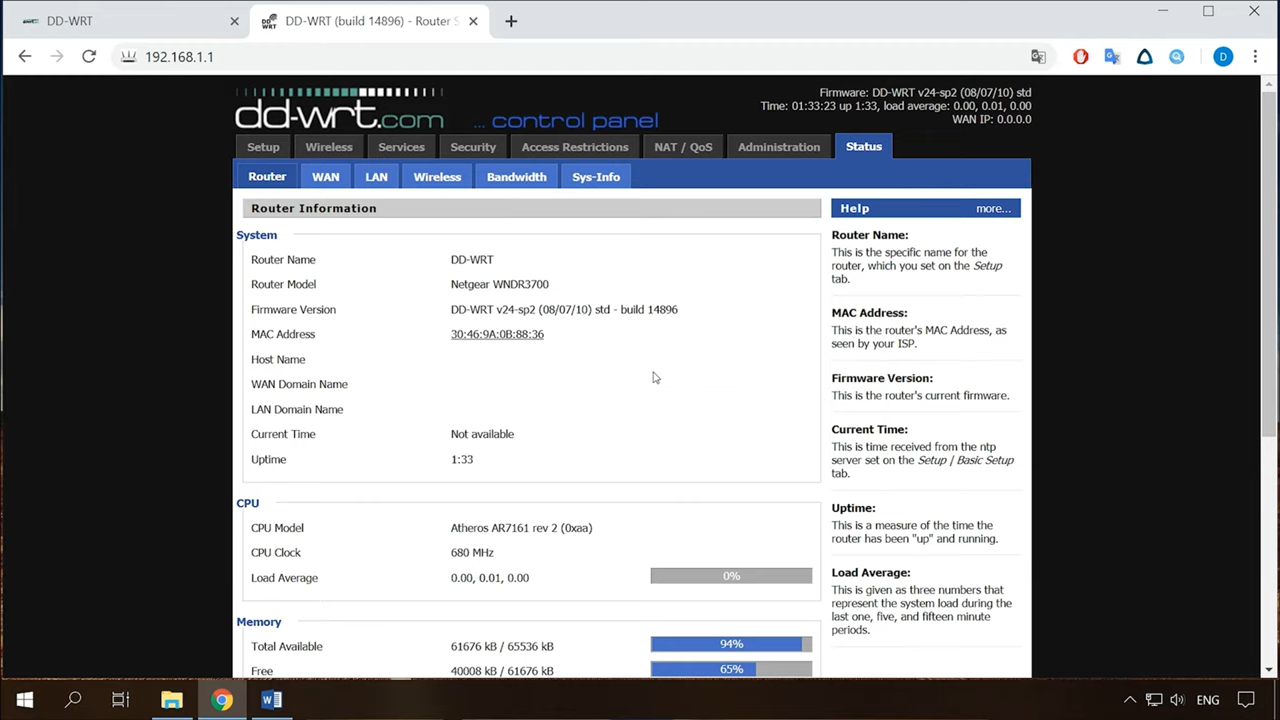 DD-WRT
DD-WRT (build 14896) - Router S
192.168.1.1
D
dd-wrt.com
... control panel
Firmware: DD-WRT v24-sp2 (08/07/10) std
Time: 01:33:23 up 1:33, load average: 0.00, 0.01, 0.00
WAN IP: 0.0.0.0
Setup
Wireless
Services
Security
Access Restrictions
NAT / QoS
Administration
Status
Router
WAN
LAN
Wireless
Bandwidth
Sys-Info
Router Information
System
Router Name DD-WRT
Router Model Netgear WNDR3700
Firmware Version DD-WRT v24-sp2 (08/07/10) std - build 14896
MAC Address 30:46:9A:0B:88:36
Host Name
WAN Domain Name
LAN Domain Name
Current Time Not available
Uptime 1:33
CPU
CPU Model Atheros AR7161 rev 2 (0xaa)
CPU Clock 680 MHz
Load Average 0.00, 0.01, 0.00 0%
Memory
Total Available 61676 kB / 65536 kB 94%
Free 40008 kB / 61676 kB 65%
Help more...
Router Name:
This is the specific name for the
router, which you set on the Setup
tab.
MAC Address:
This is the router's MAC Address, as
seen by your ISP.
Firmware Version:
This is the router's current firmware.
Current Time:
This is time received from the ntp
server set on the Setup / Basic Setup
tab.
Uptime:
This is a measure of the time the
router has been "up" and running.
Load Average:
This is given as three numbers that
represent the system load during the
last one, five, and fifteen minute
periods.
ENG